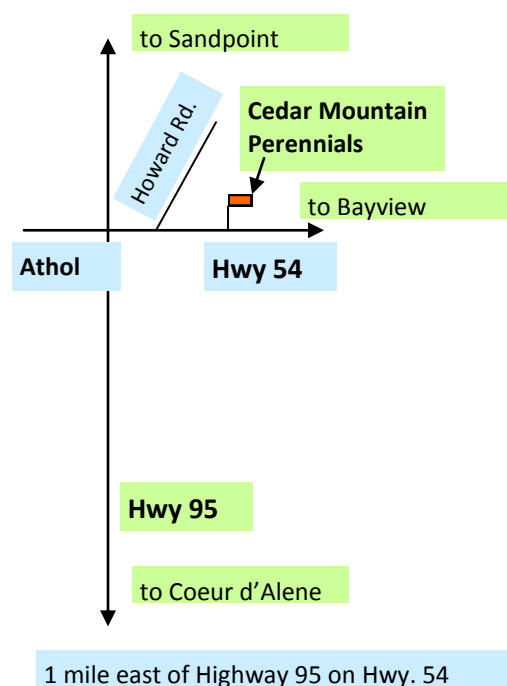 to Sandpoint
Howard Rd.
Cedar Mountain
Perennials
to Bayview
Athol
Hwy 54
Hwy 95
to Coeur d’Alene
1 mile east of Highway 95 on Hwy. 54